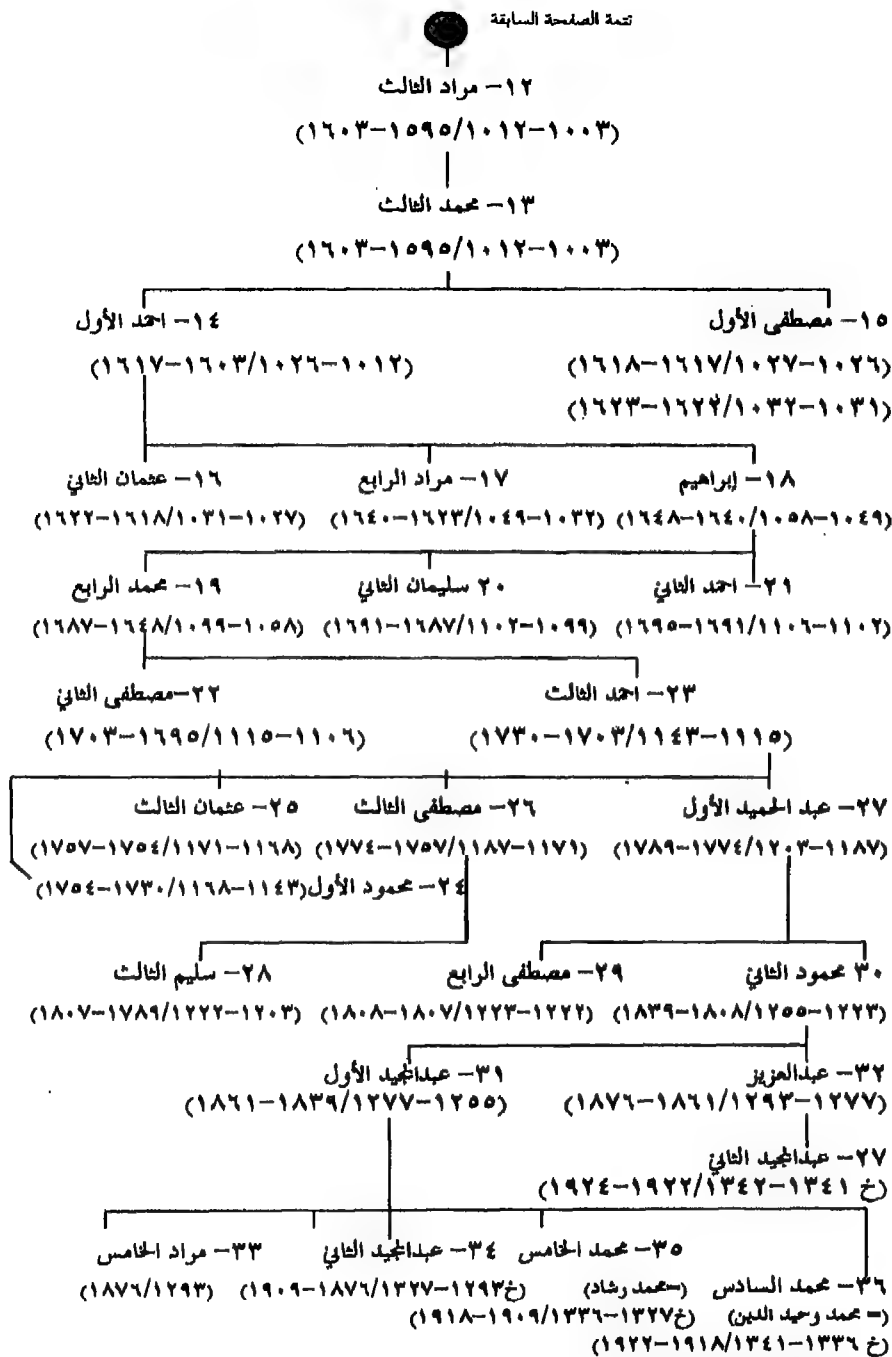 تتمة الصفحة السابقة
١٢- مراد الثالث
(١٠٠٣-١٠١٢/١٥٩٥-١٦٠٣)
١٣- محمد الثالث
(١٠٠٣-١٠١٢/١٥٩٥-١٦٠٣)
١٥- مصطفى الأول ١٤- احمد الأول
(١٠٢٦-١٠٢٧/١٦١٧-١٦١٨) (١٠١٢-١٠٢٦/١٦٠٣-١٦١٧)
(١٠٣١-١٠٣٢/١٦٢٢-١٦٢٣)
١٨- إبراهيم ١٧- مراد الرابع ١٦- عثمان الثاني
(١٠٤٩-١٠٥٨/١٦٤٠-١٦٤٨) (١٠٣٢-١٠٤٩/١٦٢٣-١٦٤٠) (١٠٢٧-١٠٣١/١٦١٨-١٦٢٢)
٢١- احمد الثاني ٢٠ سليمان الثاني ١٩- محمد الرابع
(١١٠٢-١١٠٦/١٦٩١-١٦٩٥) (١٠٩٩-١١٠٢/١٦٨٧-١٦٩١) (١٠٥٨-١٠٩٩/١٦٤٨-١٦٨٧)
٢٣- احمد الثالث ٢٢-مصطفى الثاني
(١١١٥-١١٤٣/١٧٠٣-١٧٣٠) (١١٠٦-١١١٥/١٦٩٥-١٧٠٣)
٢٧- عبد الحميد الأول ٢٦- مصطفى الثالث ٢٥- عثمان الثالث
(١١٨٧-١٢٠٣/١٧٧٤-١٧٨٩) (١١٧١-١١٨٧/١٧٥٧-١٧٧٤) (١١٦٨-١١٧١/١٧٥٤-١٧٥٧)
٢٤- محمود الأول(١١٤٣-١١٦٨/١٧٣٠-١٧٥٤)
٣٠ محمود الثاني ٢٩- مصطفى الرابع ٢٨- سليم الثالث
(١٢٢٣-١٢٥٥/١٨٠٨-١٨٣٩) (١٢٢٢-١٢٢٣/١٨٠٧-١٨٠٨) (١٢٠٣-١٢٢٢/١٧٨٩-١٨٠٧)
٣٢- عبدالعزيز ٣١- عبدالمجيد الأول
(١٢٧٧-١٢٩٣/١٨٦١-١٨٧٦) (١٢٥٥-١٢٧٧/١٨٣٩-١٨٦١)
٢٧- عبدالمجيد الثاني
(خ ١٣٤١-١٣٤٢/١٩٢٢-١٩٢٤)
٣٥- محمد الخامس ٣٤- عبدالمجيد الثاني ٣٣- مراد الخامس
٣٦- محمد السادس (-محمد رشاد) (خ١٢٩٣-١٣٢٧/١٨٧٦-١٩٠٩) (١٢٩٣/١٨٧٦)
(= محمد وحيد الدين) (خ١٣٢٧-١٣٣٦/١٩٠٩-١٩١٨)
(خ ١٣٣٦-١٣٤١/١٩١٨-١٩٢٢)